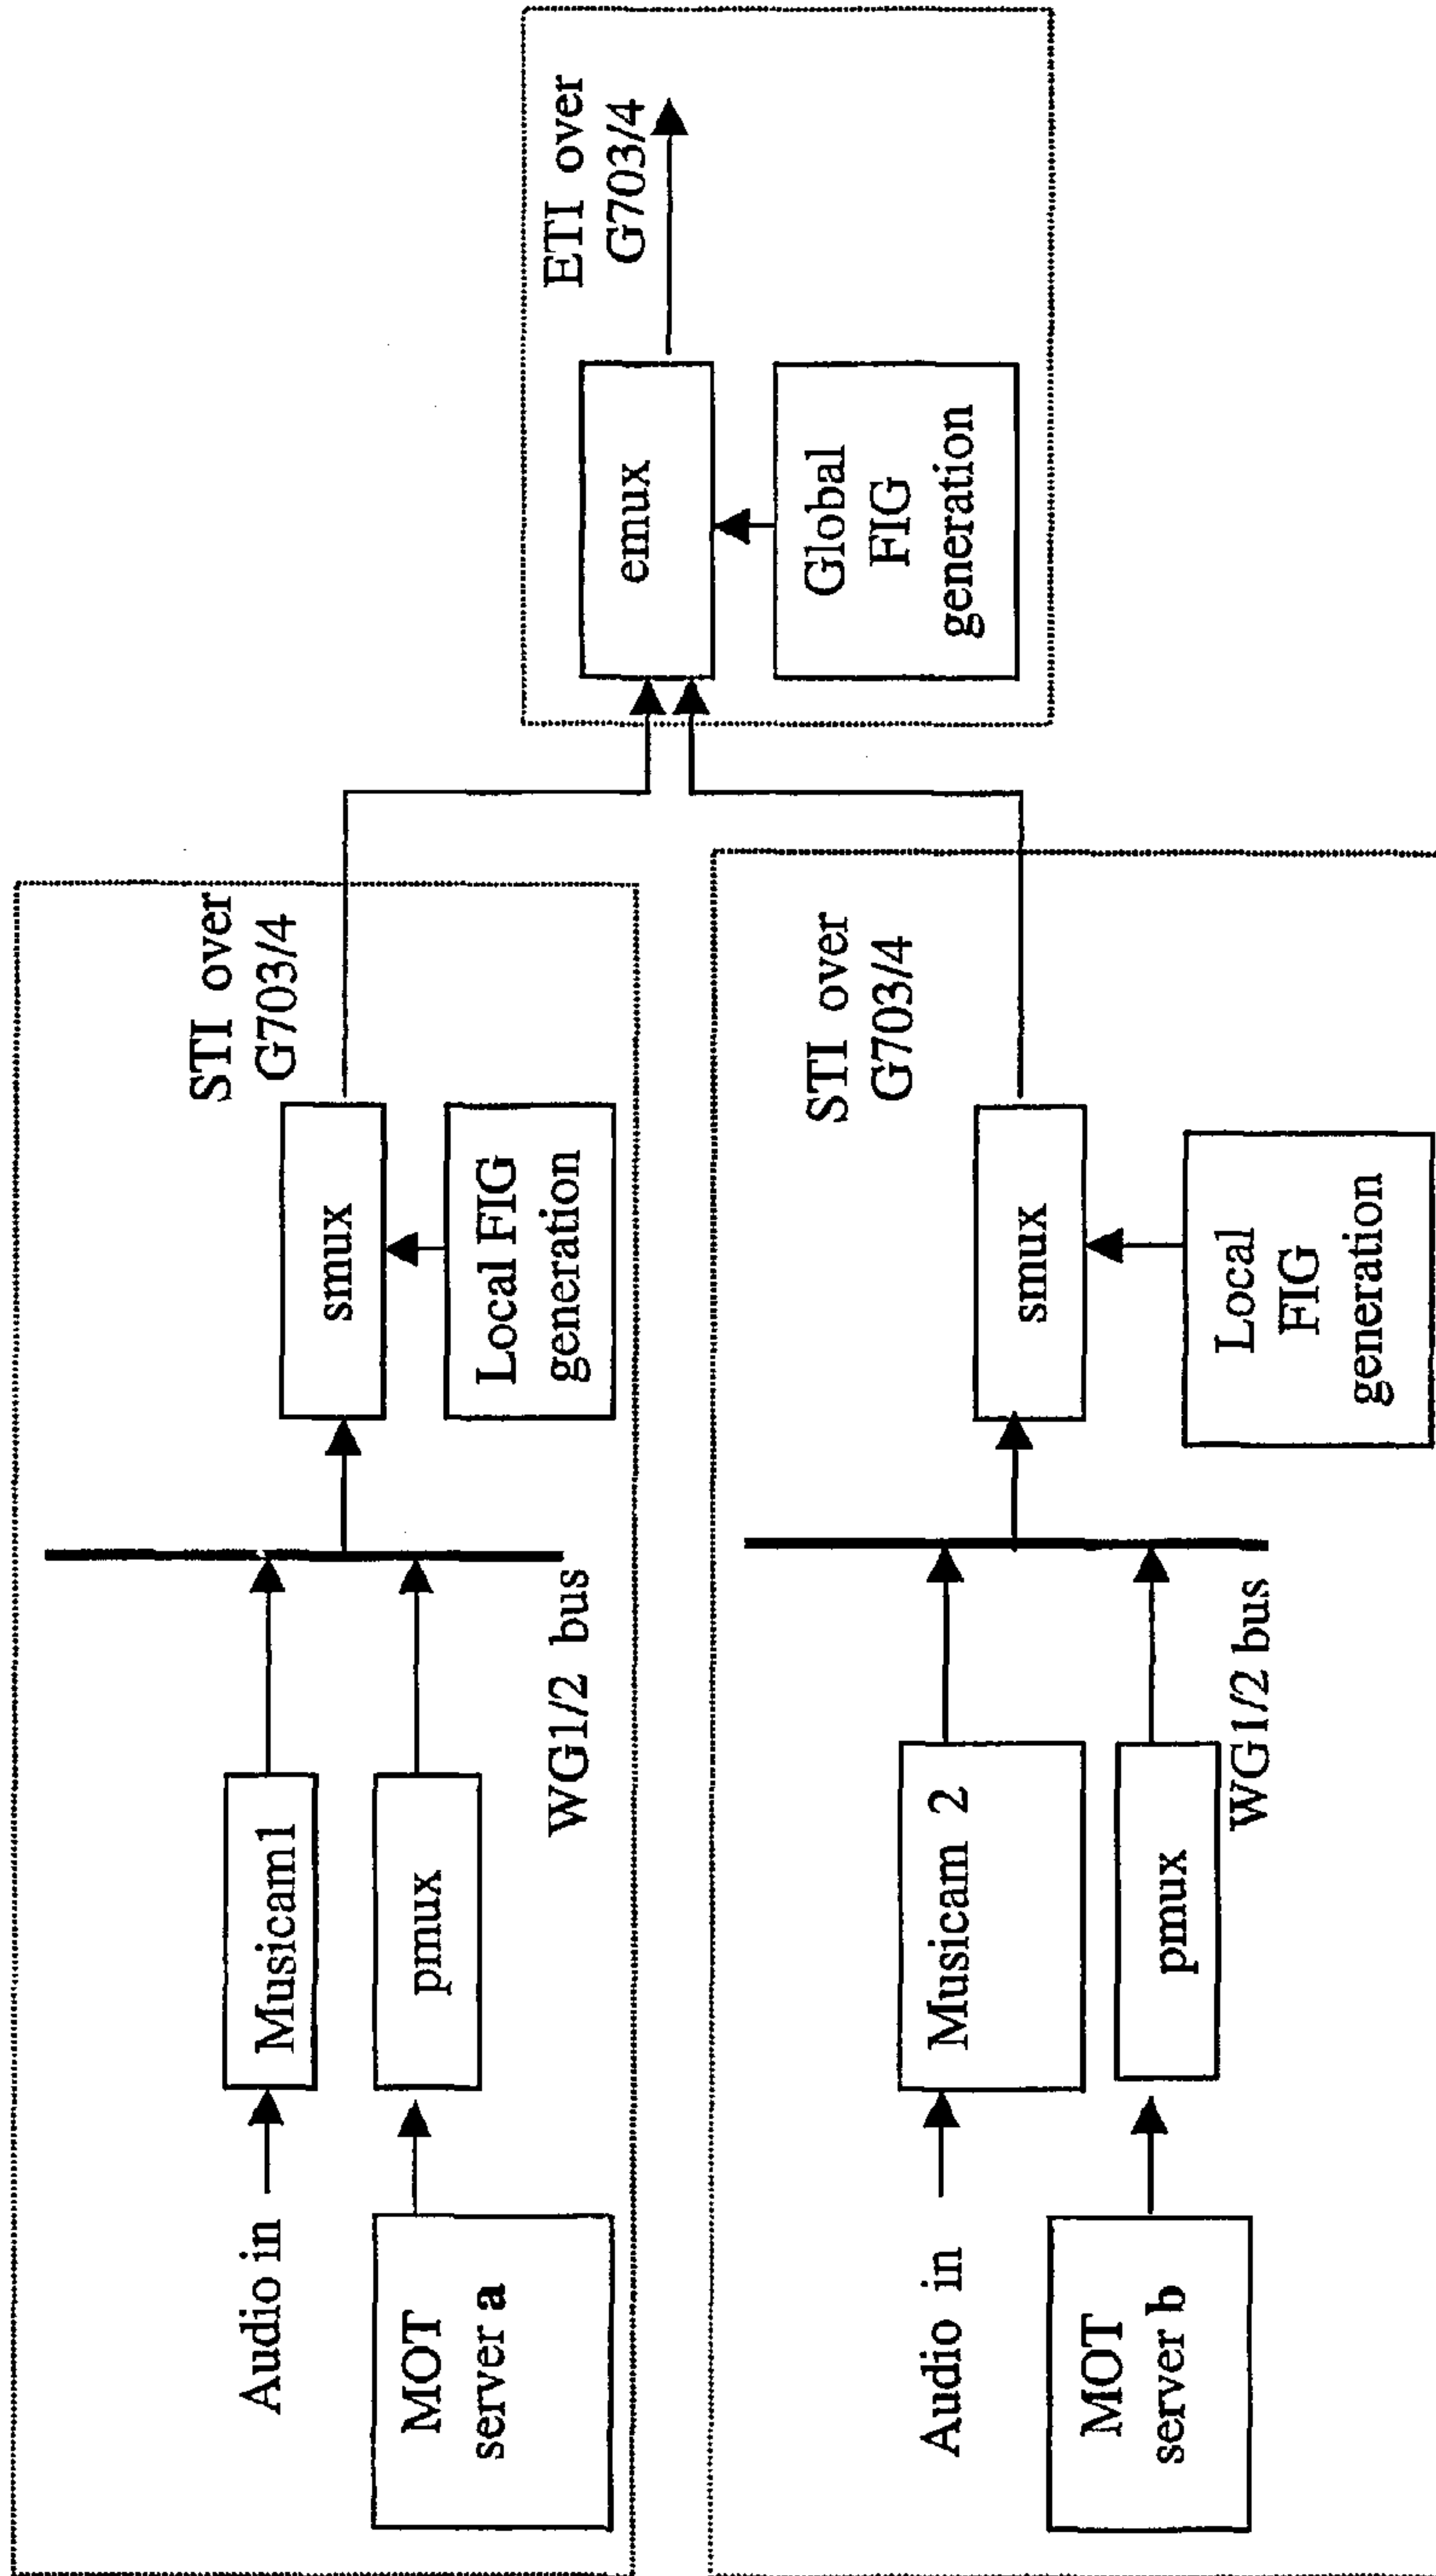 Audio in
Musicam1
MOT
server a
pmux
WG1/2 bus
smux
Local FIG
generation
STI over
G703/4
Audio in
Musicam 2
MOT
server b
pmux
WG1/2 bus
smux
Local
FIG
generation
STI over
G703/4
emux
Global
FIG
generation
ETI over
G703/4